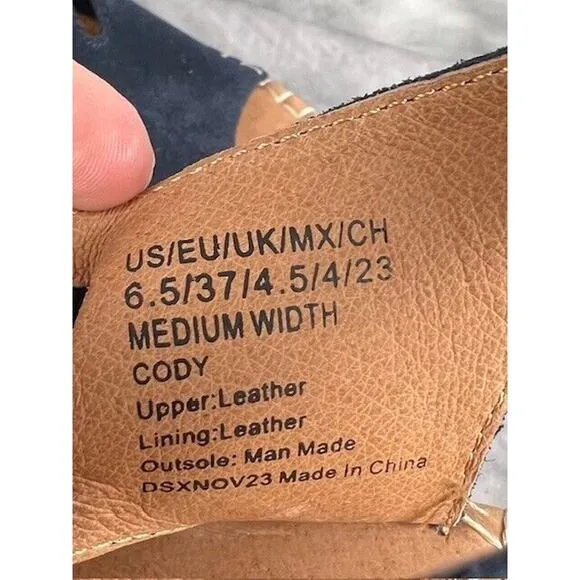 US/EU/UK/MX/CH
6.5/37/4.5/4/23
MEDIUM WIDTH
CODY
Upper:Leather
Lining:Leather
Outsole: Man Made
DSXNOV23 Made In China